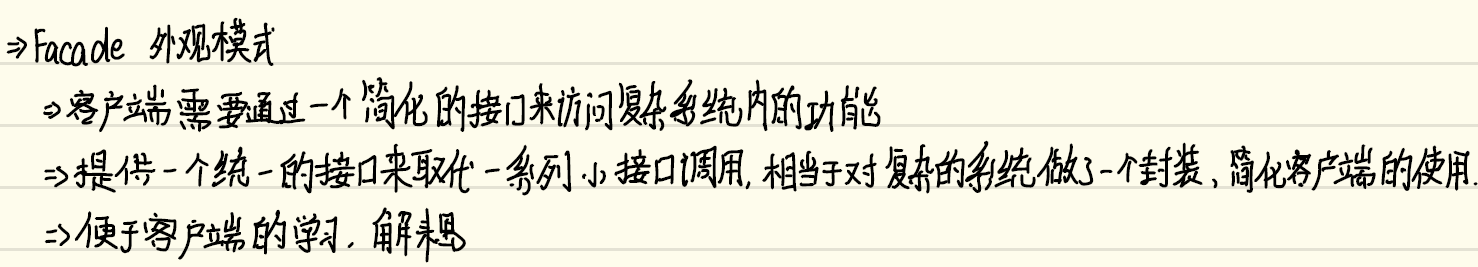 ⇒Facade 外观模式
⇒客户端需要通过一个简化的接口来访问复杂系统内的功能
⇒提供一个统一的接口来取代一系列小接口调用, 相当于对复杂的系统做了一个封装、简化客户端的使用.
⇒便于客户端的学习. 解耦